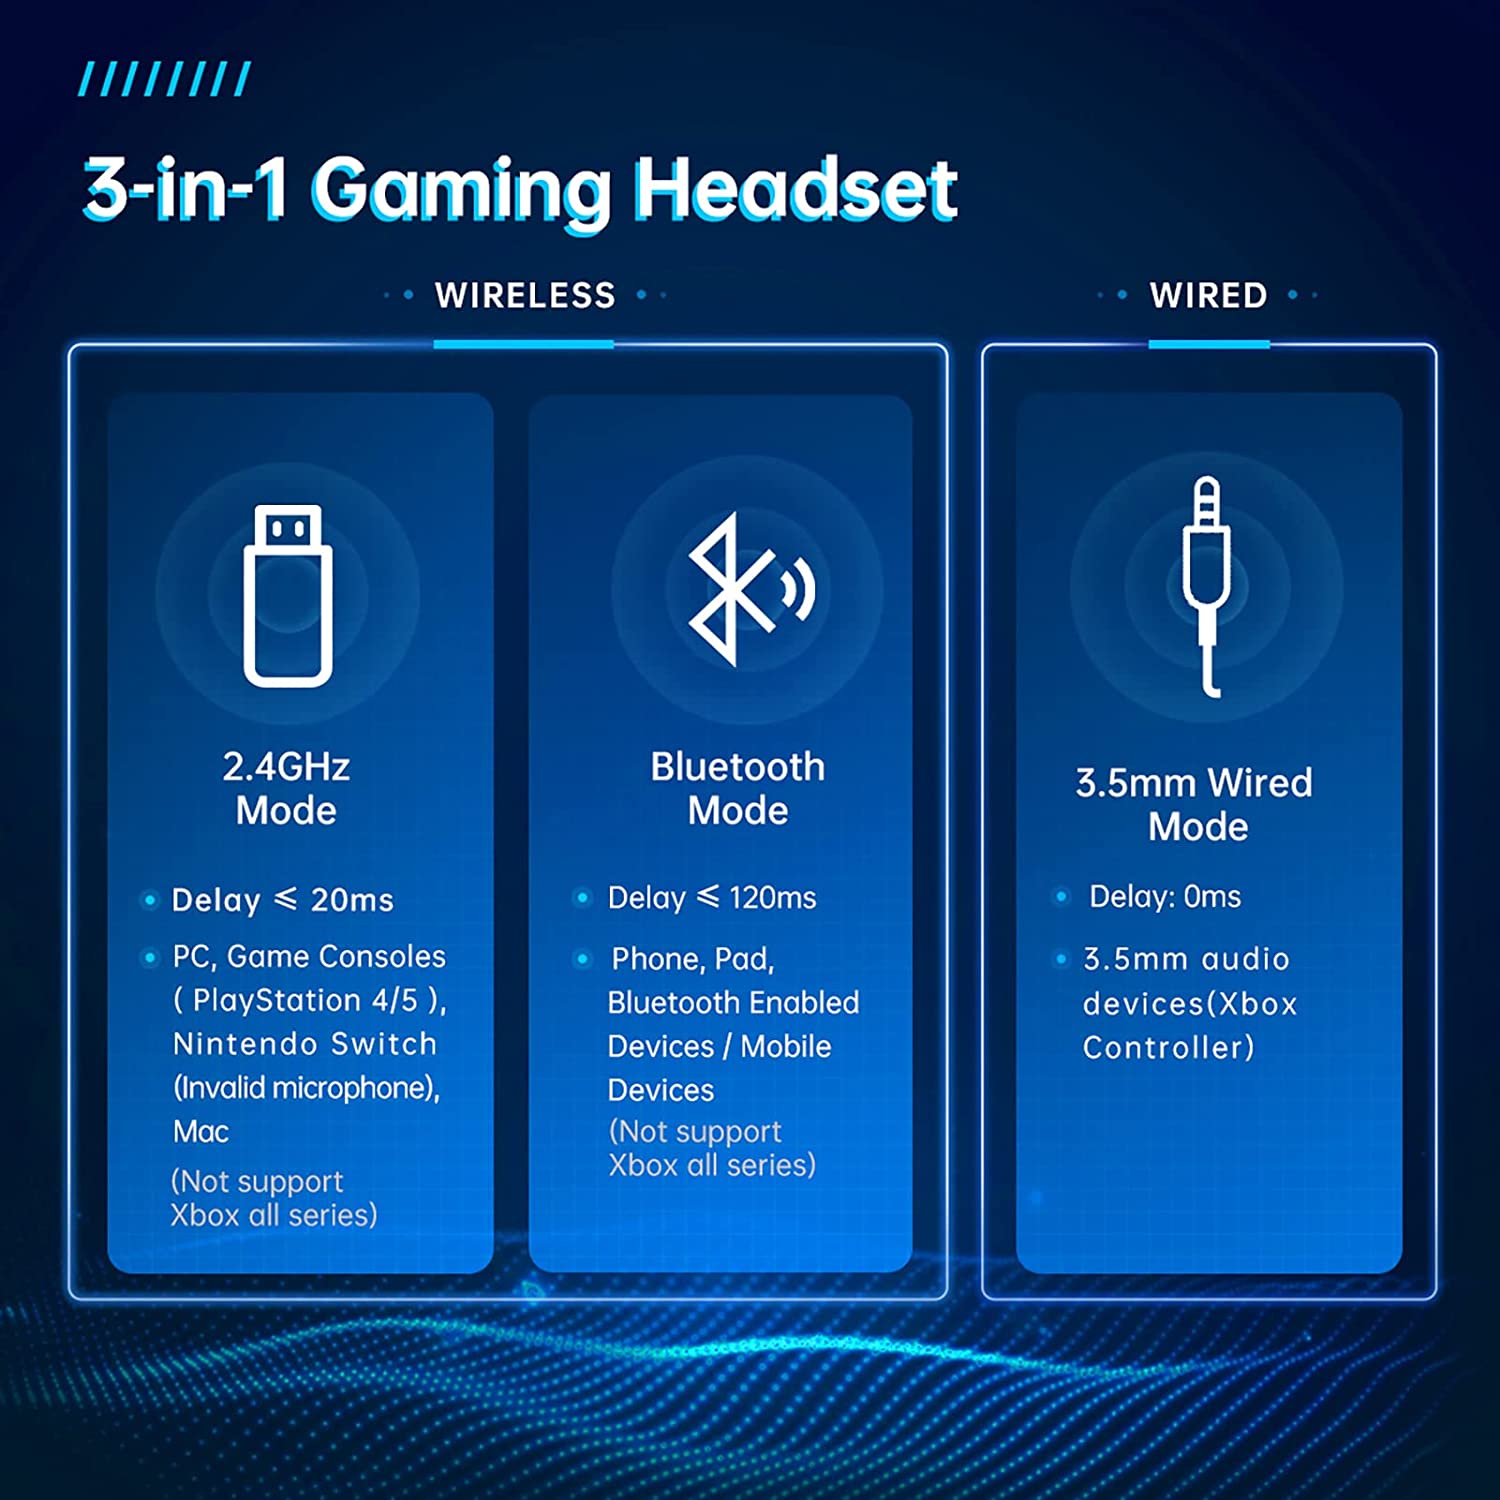 3-in-1 Gaming Headset
WIRELESS
WIRED
2.4GHz
Mode
Delay ⩽ 20ms
PC, Game Consoles
( PlayStation 4/5 ),
Nintendo Switch
(Invalid microphone),
Mac
(Not support
Xbox all series)
Bluetooth
Mode
Delay ⩽ 120ms
Phone, Pad,
Bluetooth Enabled
Devices / Mobile
Devices
(Not support
Xbox all series)
3.5mm Wired
Mode
Delay: 0ms
3.5mm audio
devices(Xbox
Controller)